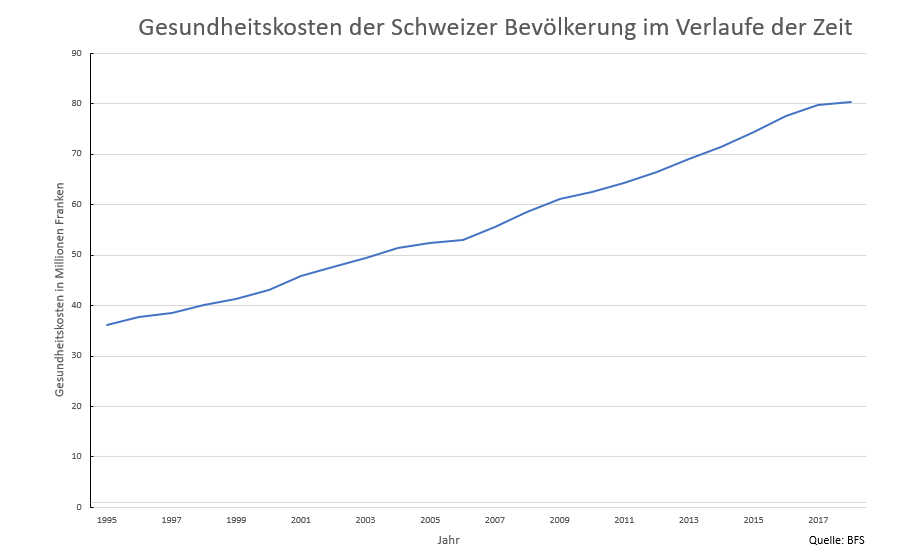 Gesundheitskosten der Schweizer Bevölkerung im Verlaufe der Zeit
Gesundheitskosten in Millionen Franken
90
80
70
60
50
40
30
20
10
0
1995 1997 1999 2001 2003 2005 2007 2009 2011 2013 2015 2017
Jahr
Quelle: BFS